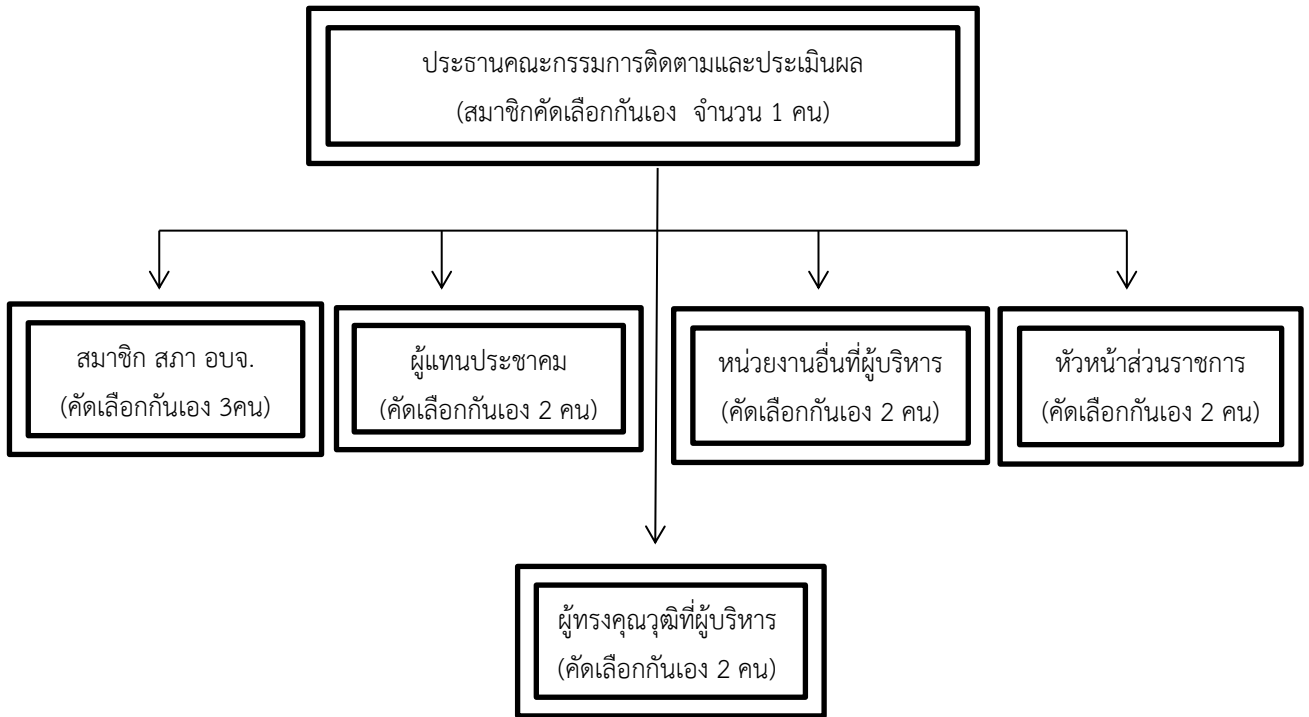 ประธานคณะกรรมการติดตามและประเมินผล
(สมาชิกคัดเลือกกันเอง จำนวน 1 คน)
สมาชิก สภา อบจ.
(คัดเลือกกันเอง 3คน)
ผู้แทนประชาคม
(คัดเลือกกันเอง 2 คน)
หน่วยงานอื่นที่ผู้บริหาร
(คัดเลือกกันเอง 2 คน)
หัวหน้าส่วนราชการ
(คัดเลือกกันเอง 2 คน)
ผู้ทรงคุณวุฒิที่ผู้บริหาร
(คัดเลือกกันเอง 2 คน)